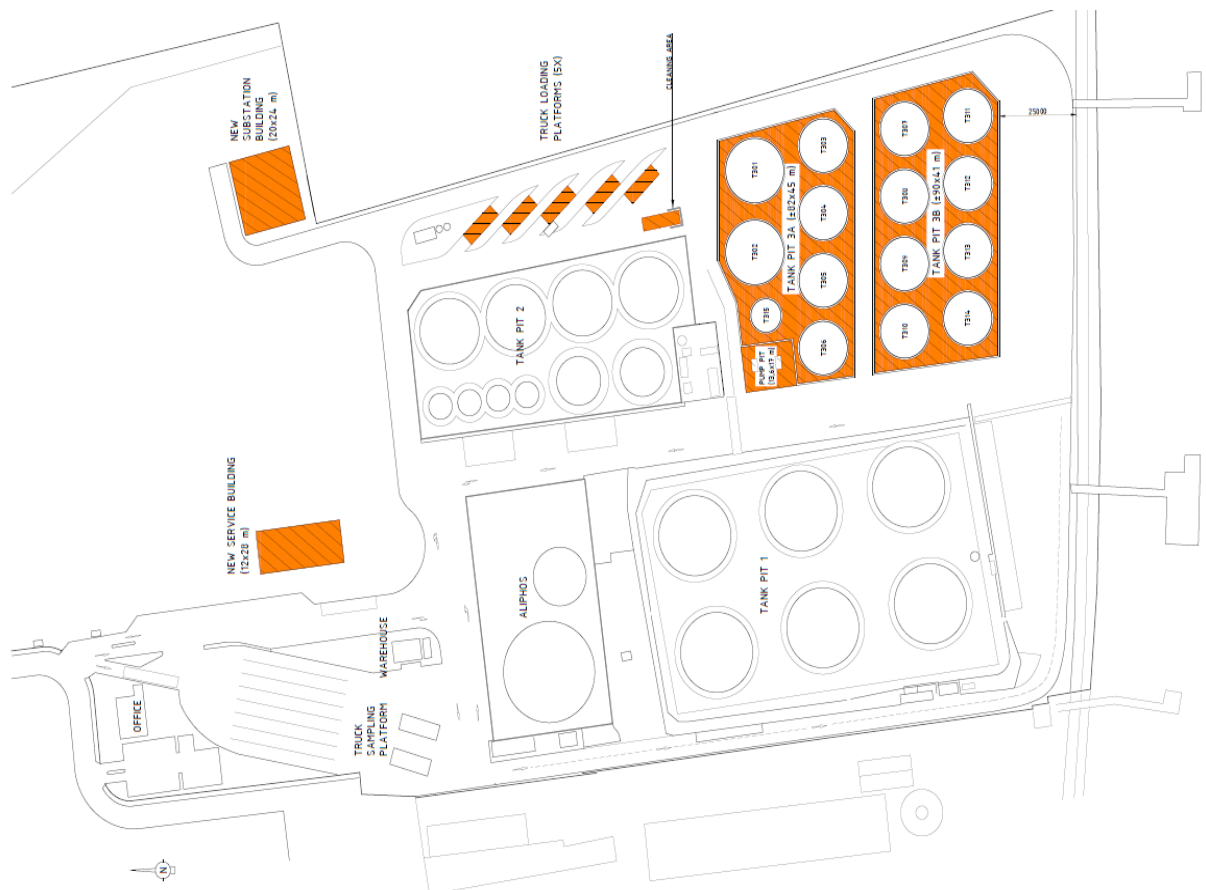 NEW
SUBSTATION
BUILDING
(20x24 m)
TRUCK LOADING
PLATFORMS (5X)
CLEANING AREA
T301
T302
T303
T304
T305
T306
T315
TANK PIT 3A (±82x45 m)
PUMP PIT
(13,6x17 m)
T307
T308
T309
T310
T311
T312
T313
T314
TANK PIT 3B (±90x41 m)
25000
TANK PIT 2
NEW SERVICE BUILDING
(12x28 m)
ALIPHOS
TANK PIT 1
WAREHOUSE
OFFICE
TRUCK
SAMPLING
PLATFORM
N